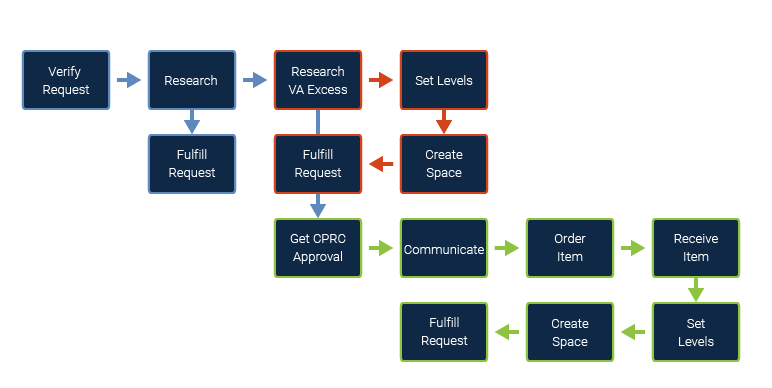 Verify
Request
Research
Research
VA Excess
Set Levels
Fulfill
Request
Fulfill
Request
Create
Space
Get CPRC
Approval
Communicate
Order
Item
Receive
Item
Fulfill
Request
Create
Space
Set
Levels